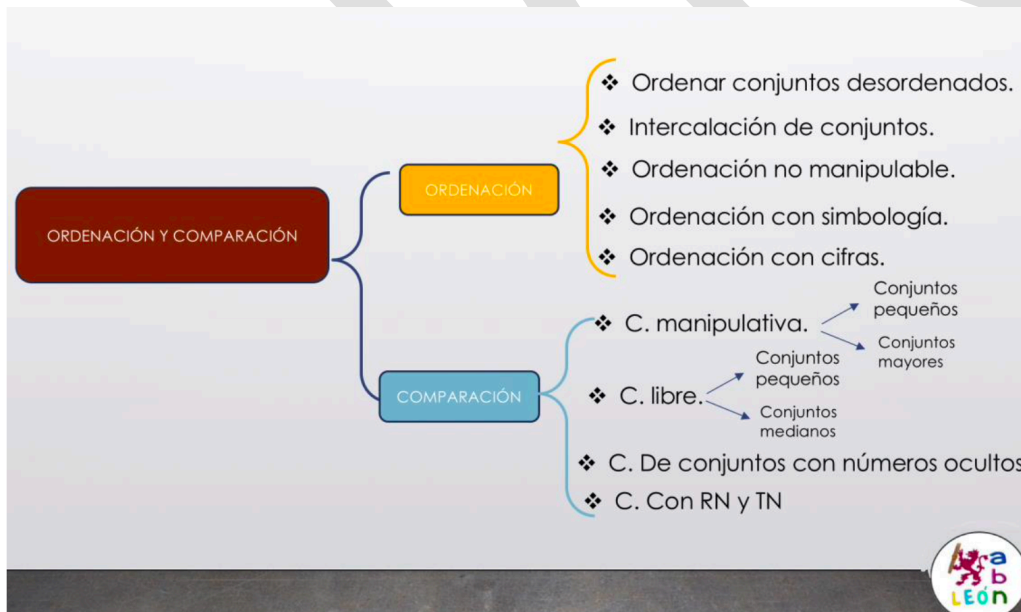 ORDENACIÓN Y COMPARACIÓN
ORDENACIÓN
❖ Ordenar conjuntos desordenados.
❖ Intercalación de conjuntos.
❖ Ordenación no manipulable.
❖ Ordenación con simbología.
❖ Ordenación con cifras.
COMPARACIÓN
❖ C. manipulativa.
Conjuntos
pequeños
Conjuntos
mayores
❖ C. libre.
Conjuntos
pequeños
Conjuntos
medianos
❖ C. De conjuntos con números ocultos
❖ C. Con RN y TN
a
b
LEÓn